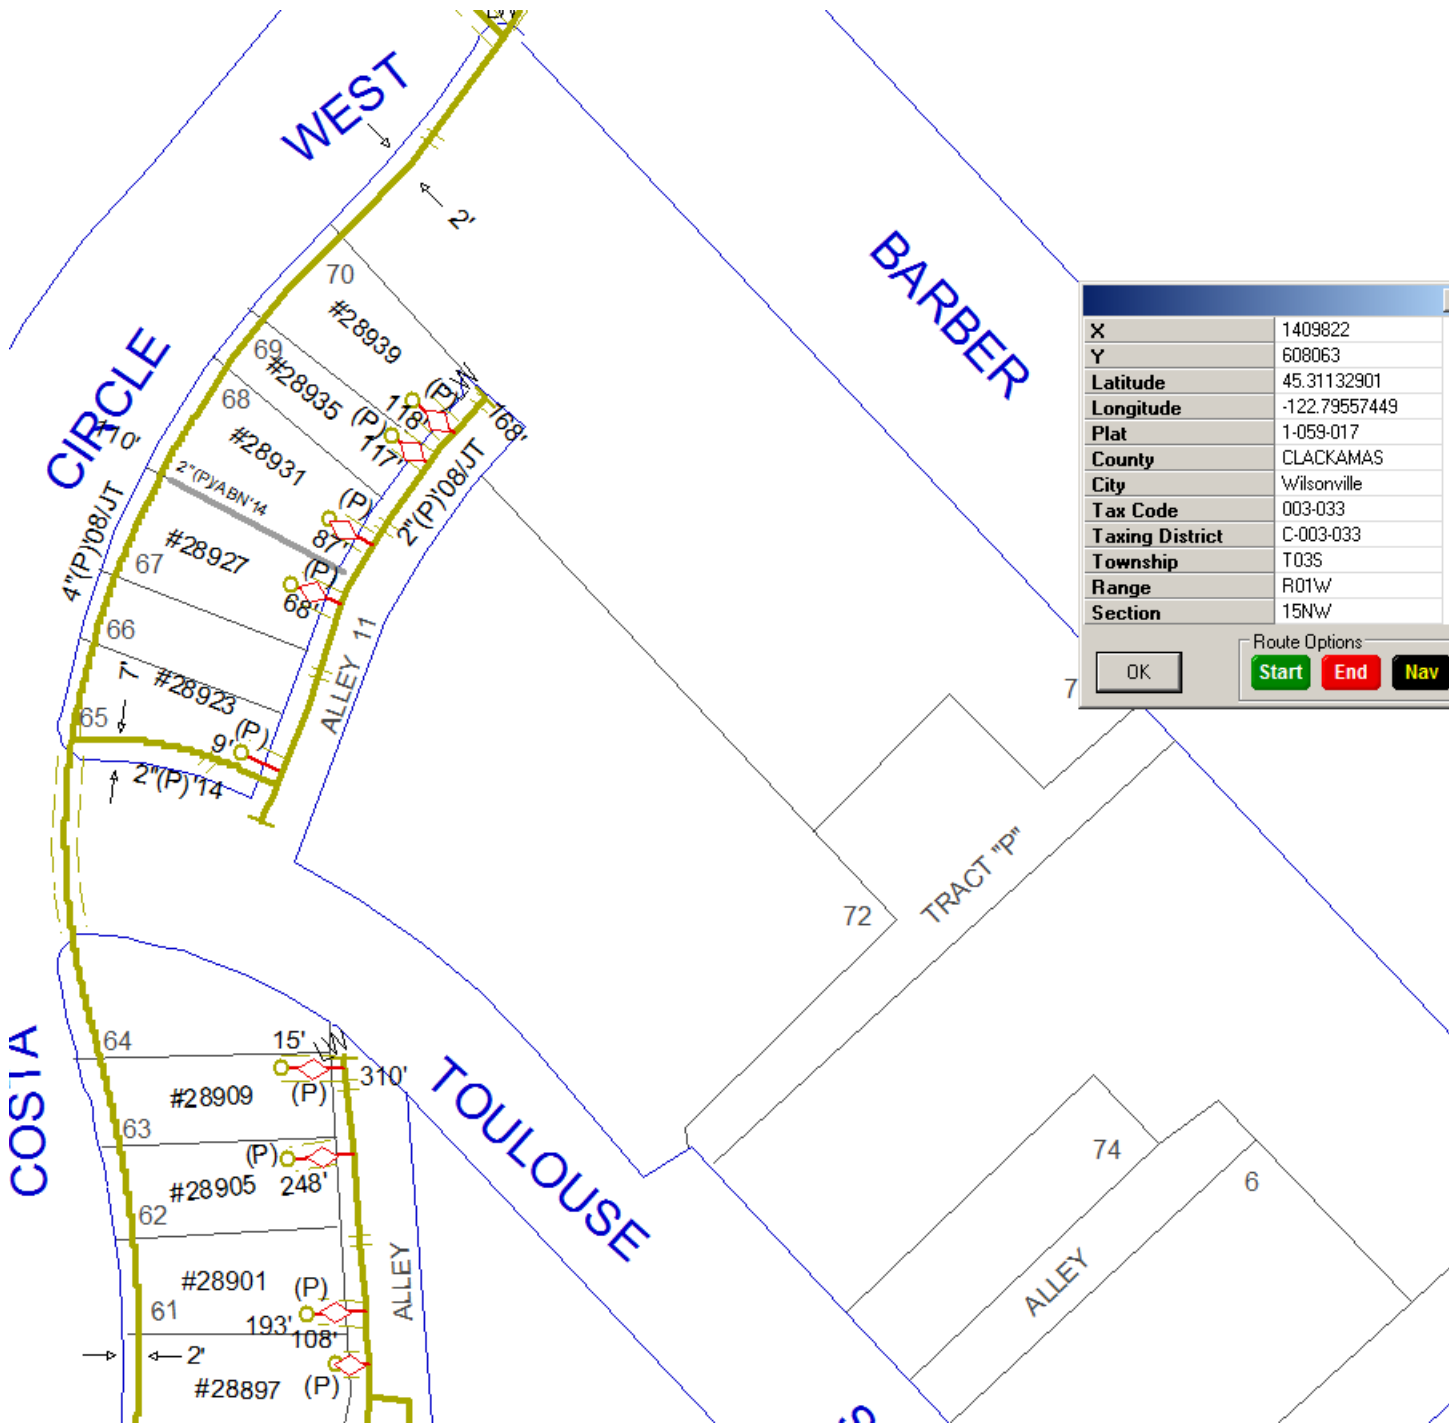 WEST
2'
BARBER
CIRCLE
70
#28939
69
#28935
68
#28931
110'
2"(P)/ABN'14
4"(P)'08/JT
#28927
67
66
7'
#28923
65
(P)
118'
W
168'
(P)
117'
2"(P)'08/JT
(P)
87'
(P)
68'
ALLEY 11
(P)
9'
2"(P)'14
X 1409822
Y 608063
Latitude 45.31132901
Longitude -122.79557449
Plat 1-059-017
County CLACKAMAS
City Wilsonville
Tax Code 003-033
Taxing District C-003-033
Township T03S
Range R01W
Section 15NW
Route Options
OK
Start
End
Nav
7
72
TRACT "P"
COSTA
64
15'
W
310'
#28909
(P)
63
(P)
#28905
248'
62
#28901
(P)
61
193'
108'
2'
#28897
(P)
ALLEY
TOULOUSE
74
6
ALLEY
S